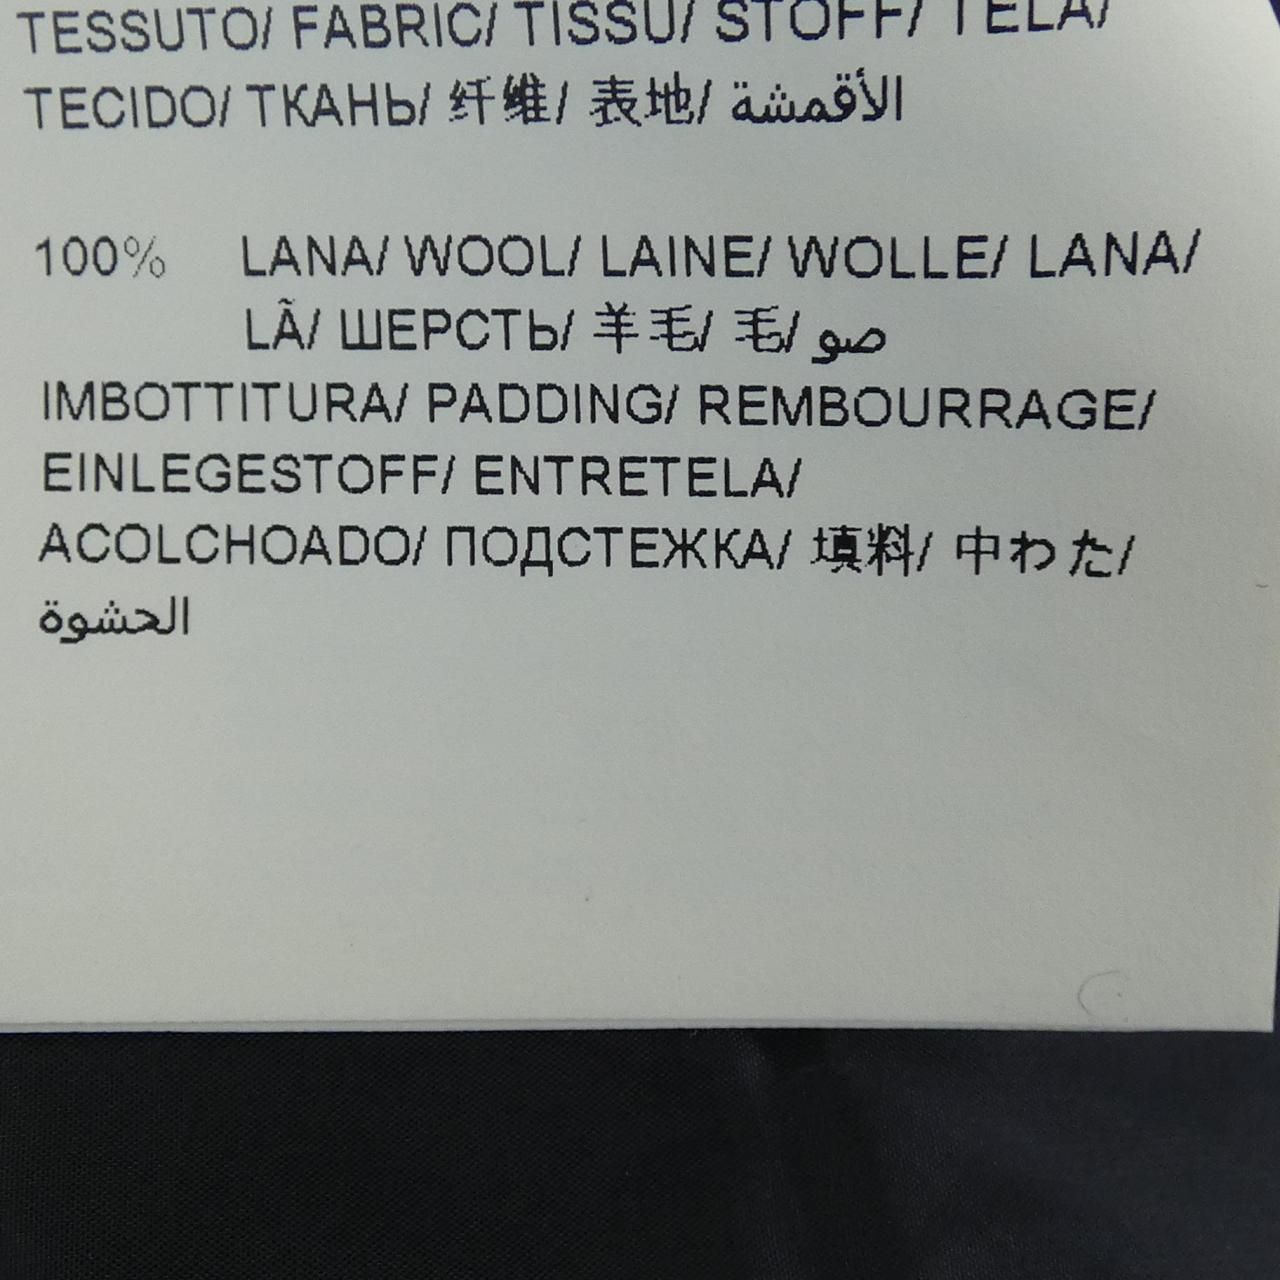 TESSUTO/ FABRIC/ TISSU/ STOFF/ TELA/
TECIDO/ ТКАНЬ/ 纤维/ 表地/ الأقمشة
100% LANA/ WOOL/ LAINE/ WOLLE/ LANA/
LÃ/ ШЕРСТЬ/ 羊毛/ 毛/ صو
IMBOTTITURA/ PADDING/ REMBOURRAGE/
EINLEGESTOFF/ ENTRETELA/
ACOLCHOADO/ ПОДСТЕЖКА/ 填料/ 中わた/
الحشوة